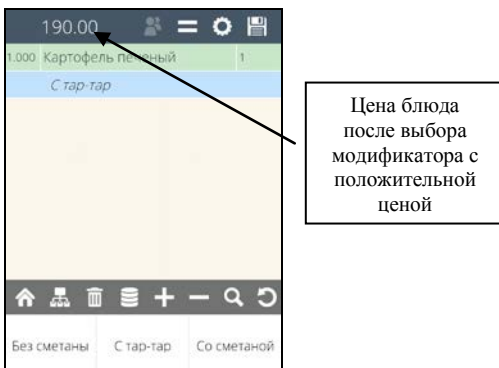 190.00
1.000 Картофель печеный 1
С тар-тар
Цена блюда
после выбора
модификатора с
положительной
ценой
Без сметаны С тар-тар Со сметаной